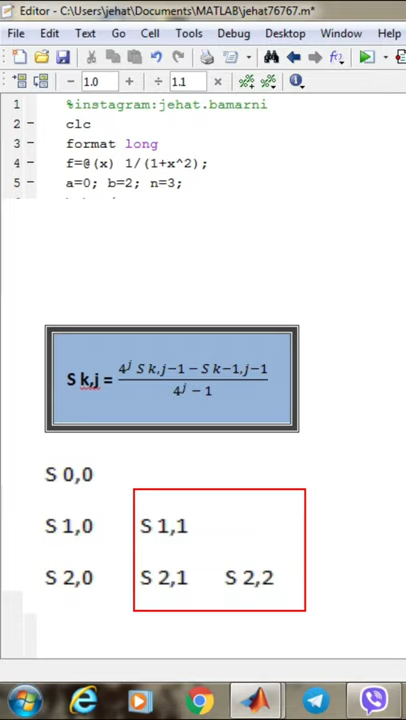 Editor - C:\Users\jehat\Documents\MATLAB\jehat76767.m*
File Edit Text Go Cell Tools Debug Desktop Window Help
1.0 1.1
1 %instagram:jehat.bamarni
2 clc
3 format long
4 f=@(x) 1/(1+x^2);
5 a=0; b=2; n=3;
S k,j = (4^j S k,j−1 − S k−1,j−1) / (4^j − 1)
S 0,0
S 1,0 S 1,1
S 2,0 S 2,1 S 2,2